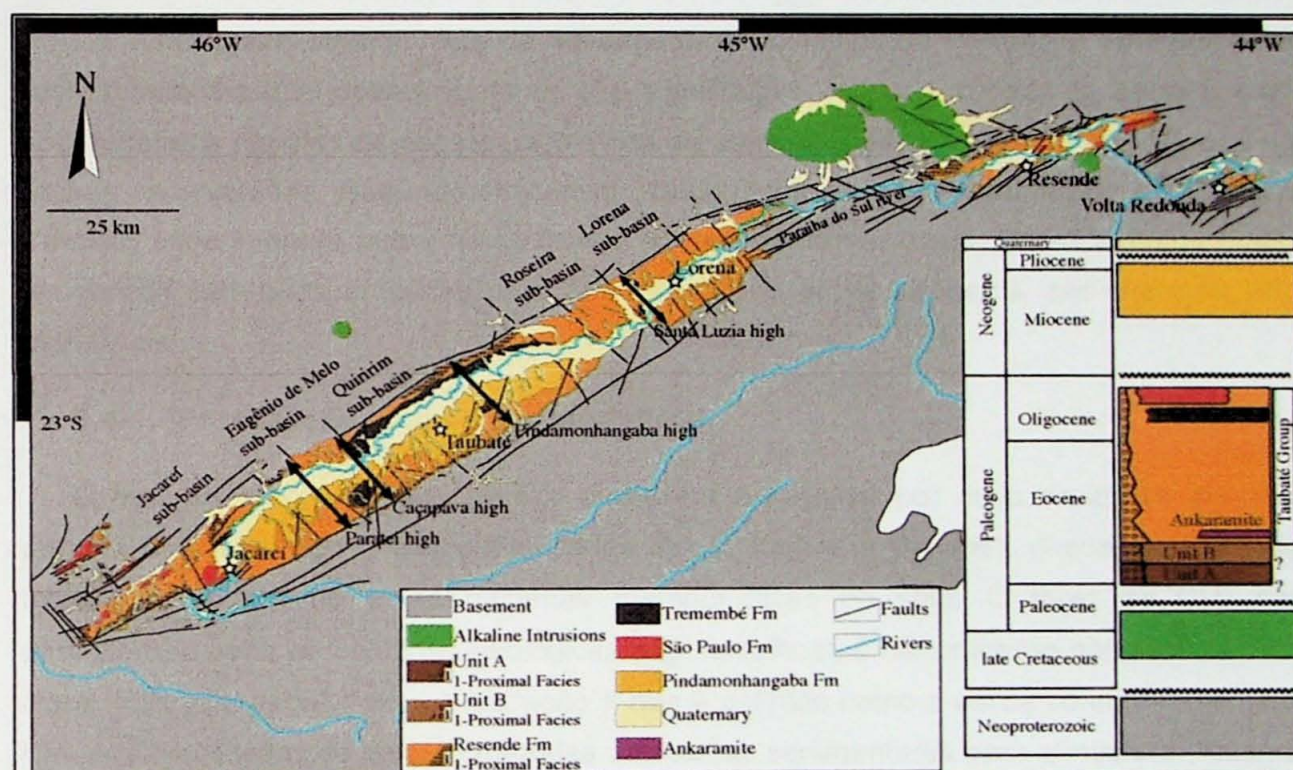 46°W
45°W
44°W
N
25 km
23°S
Resende
Volta Redonda
Paraiba do Sul river
Lorena
sub-basin
Roseira
sub-basin
Lorena
Santa Luzia high
Quiririm
sub-basin
Eugênio de Melo
sub-basin
Taubaté
Caçapava high
Jacareí
sub-basin
Jacareí
Quaternary
Pliocene
Neogene
Miocene
Oligocene
Paleogene
Eocene
Paleocene
late Cretaceous
Neoproterozoic
Taubaté Group
Ankaramite
Unit B
Unit A
?
?
Basement
Alkaline Intrusions
Unit A
1-Proximal Facies
Unit B
1-Proximal Facies
Resende Fm
1-Proximal Facies
Tremembé Fm
São Paulo Fm
Pindamonhangaba Fm
Quaternary
Ankaramite
Faults
Rivers